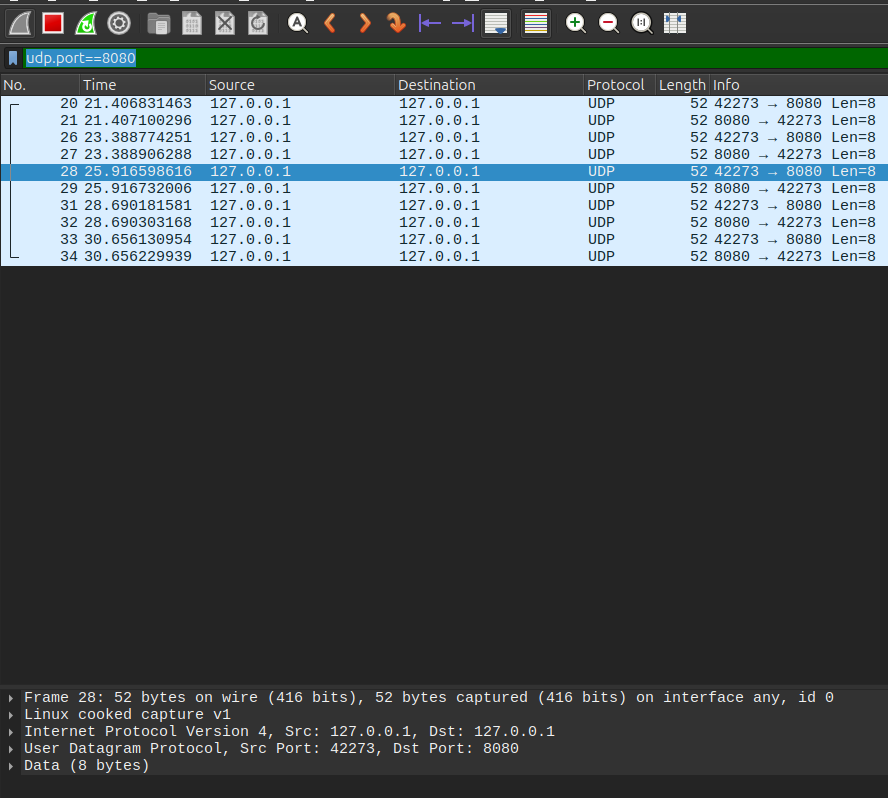 udp.port==8080
No. Time Source Destination Protocol Length Info
20 21.406831463 127.0.0.1 127.0.0.1 UDP 52 42273 → 8080 Len=8
21 21.407100296 127.0.0.1 127.0.0.1 UDP 52 8080 → 42273 Len=8
26 23.388774251 127.0.0.1 127.0.0.1 UDP 52 42273 → 8080 Len=8
27 23.388906288 127.0.0.1 127.0.0.1 UDP 52 8080 → 42273 Len=8
28 25.916598616 127.0.0.1 127.0.0.1 UDP 52 42273 → 8080 Len=8
29 25.916732006 127.0.0.1 127.0.0.1 UDP 52 8080 → 42273 Len=8
31 28.690181581 127.0.0.1 127.0.0.1 UDP 52 42273 → 8080 Len=8
32 28.690303168 127.0.0.1 127.0.0.1 UDP 52 8080 → 42273 Len=8
33 30.656130954 127.0.0.1 127.0.0.1 UDP 52 42273 → 8080 Len=8
34 30.656229939 127.0.0.1 127.0.0.1 UDP 52 8080 → 42273 Len=8
Frame 28: 52 bytes on wire (416 bits), 52 bytes captured (416 bits) on interface any, id 0
Linux cooked capture v1
Internet Protocol Version 4, Src: 127.0.0.1, Dst: 127.0.0.1
User Datagram Protocol, Src Port: 42273, Dst Port: 8080
Data (8 bytes)